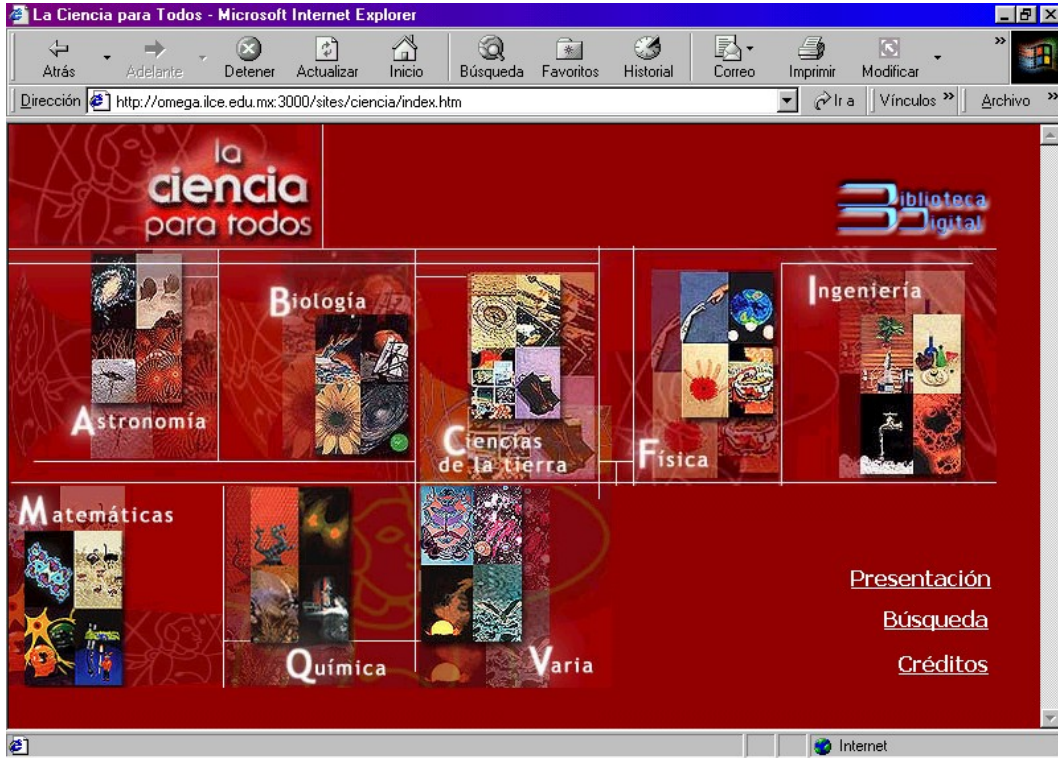 La Ciencia para Todos - Microsoft Internet Explorer
Atrás Adelante Detener Actualizar Inicio Búsqueda Favoritos Historial Correo Imprimir Modificar »
Dirección http://omega.ilce.edu.mx:3000/sites/ciencia/index.htm Ir a Vínculos » Archivo »
la
ciencia
para todos
Biblioteca
Digital
Astronomía
Biología
Ciencias
de la tierra
Física
Ingeniería
Matemáticas
Química
Varia
Presentación
Búsqueda
Créditos
Internet